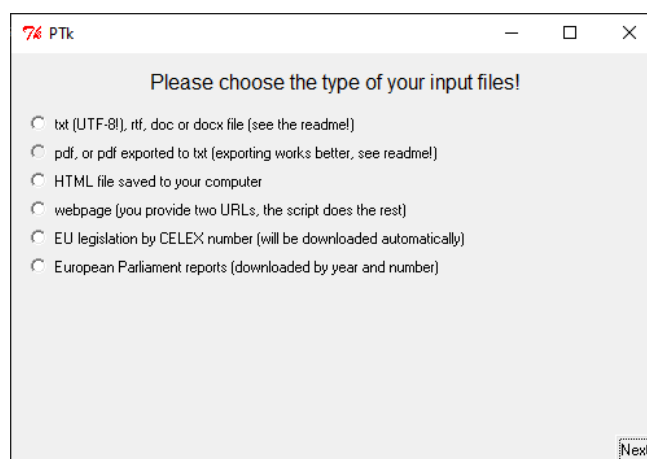 PTk
Please choose the type of your input files!
txt (UTF-8!), rtf, doc or docx file (see the readme!)
pdf, or pdf exported to txt (exporting works better, see readme!)
HTML file saved to your computer
webpage (you provide two URLs, the script does the rest)
EU legislation by CELEX number (will be downloaded automatically)
European Parliament reports (downloaded by year and number)
Next